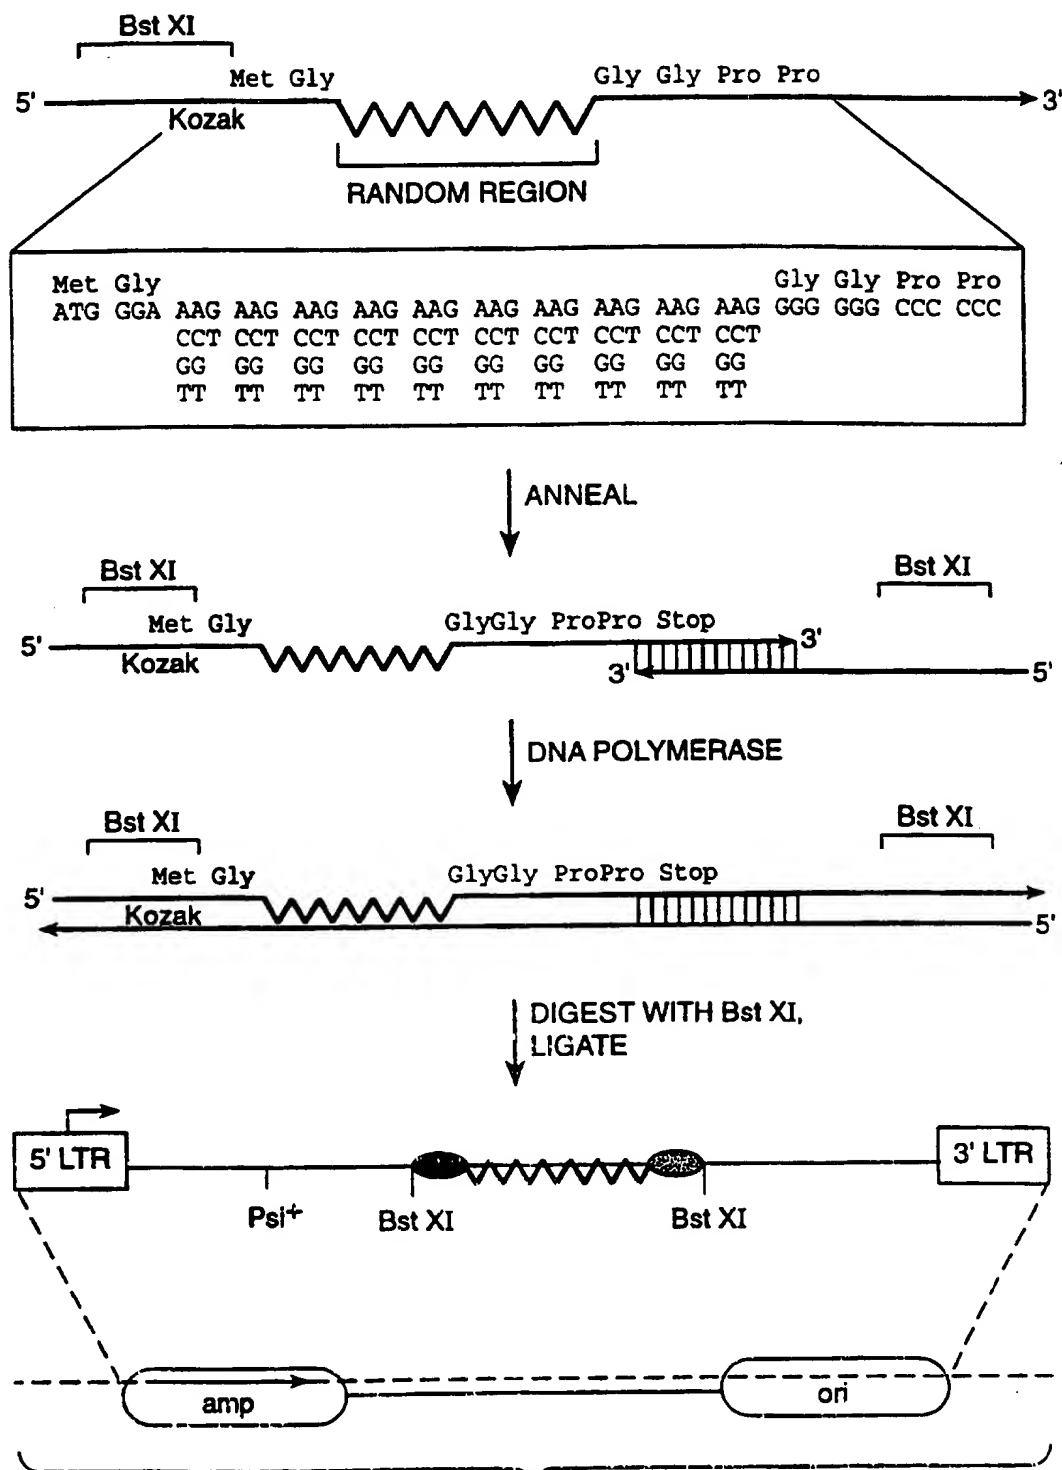 Bst XI
Met Gly
Gly Gly Pro Pro
5'
3'
Kozak
RANDOM REGION
Met Gly
Gly Gly Pro Pro
ATG GGA AAG AAG AAG AAG AAG AAG AAG AAG AAG AAG GGG GGG CCC CCC
CCT CCT CCT CCT CCT CCT CCT CCT CCT CCT
GG GG GG GG GG GG GG GG GG GG
TT TT TT TT TT TT TT TT TT TT
ANNEAL
Bst XI
Bst XI
Met Gly
GlyGly ProPro Stop
5'
3'
Kozak
3'
5'
DNA POLYMERASE
Bst XI
Bst XI
Met Gly
GlyGly ProPro Stop
5'
Kozak
5'
DIGEST WITH Bst XI,
LIGATE
5' LTR
3' LTR
Psi+
Bst XI
Bst XI
amp
ori